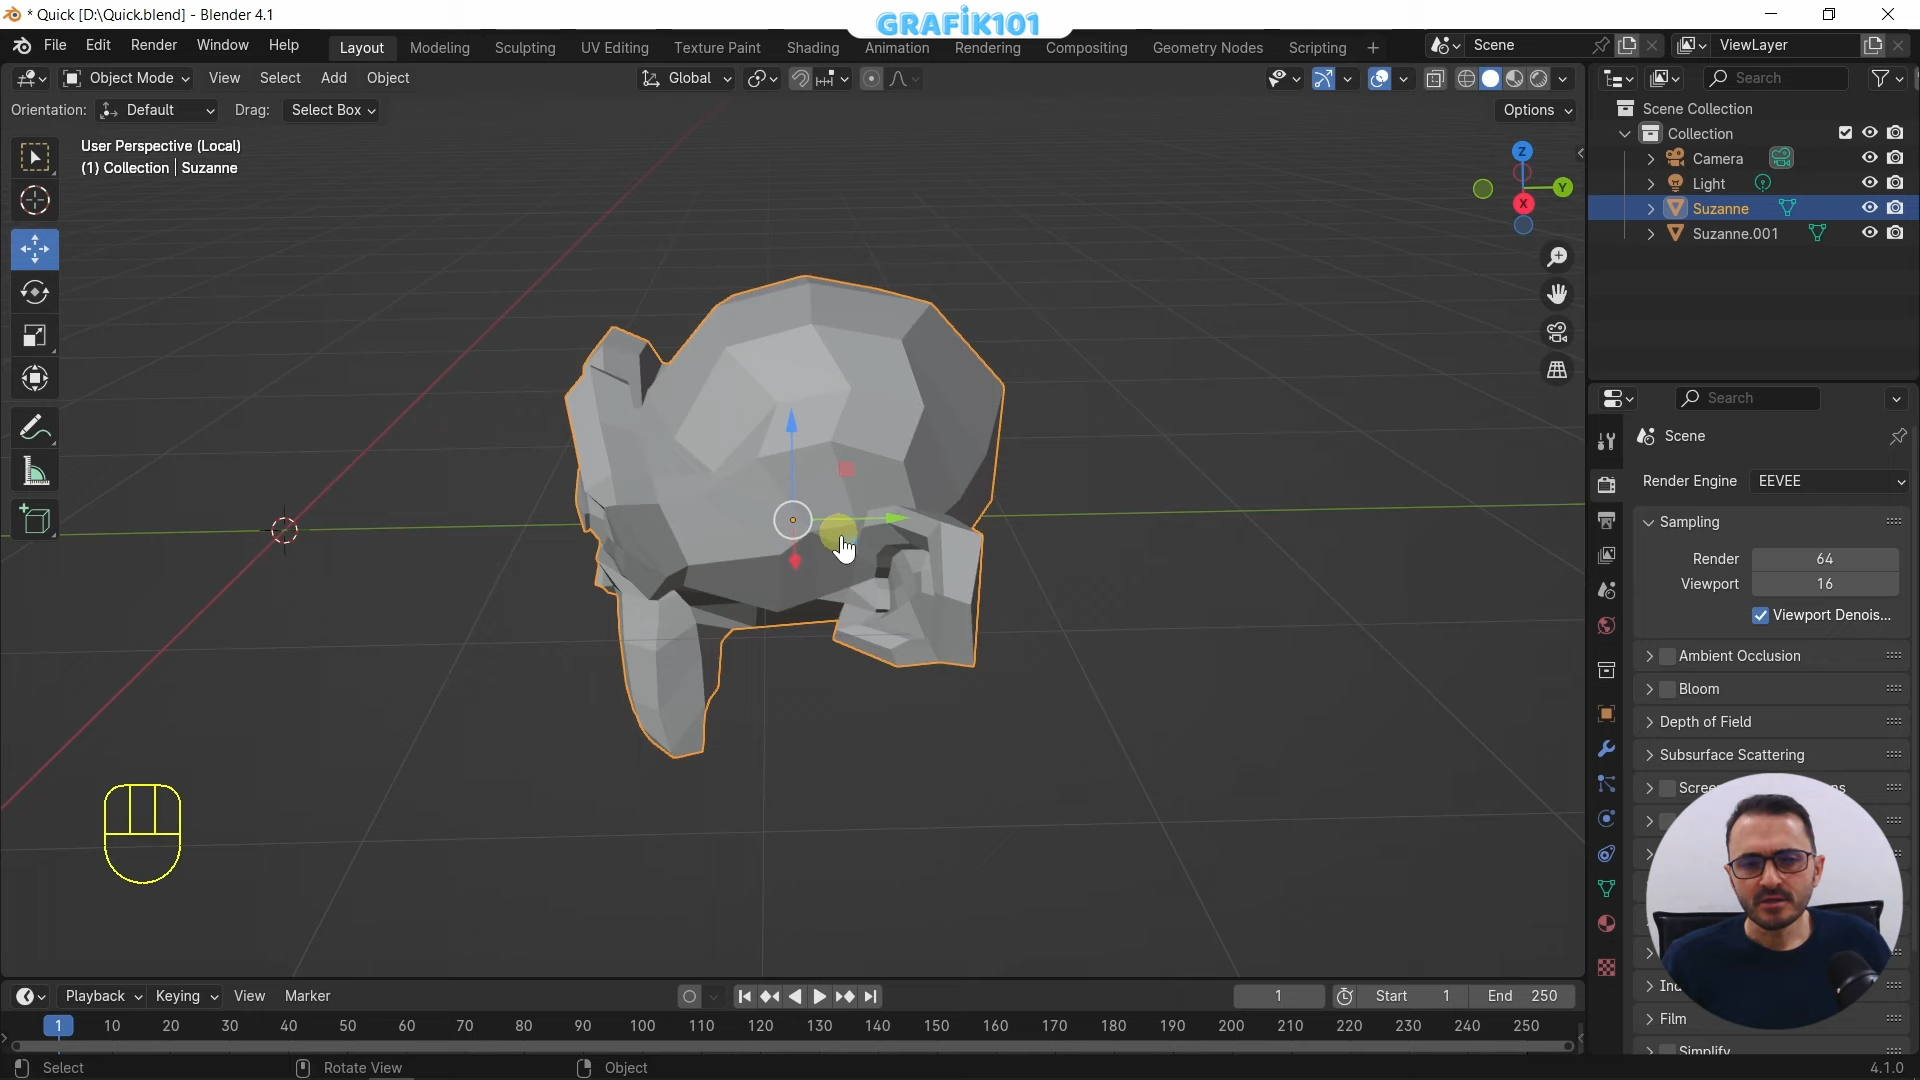 * Quick [D:\Quick.blend] - Blender 4.1
GRAFİK101
File Edit Render Window Help
Layout Modeling Sculpting UV Editing Texture Paint Shading Animation Rendering Compositing Geometry Nodes Scripting +
Scene
ViewLayer
Object Mode View Select Add Object
Global
Search
Orientation: Default Drag: Select Box
Options
User Perspective (Local)
(1) Collection | Suzanne
Z
Y
X
Scene Collection
Collection
Camera
Light
Suzanne
Suzanne.001
Search
Scene
Render Engine EEVEE
Sampling
Render 64
Viewport 16
Viewport Denois...
Ambient Occlusion
Bloom
Depth of Field
Subsurface Scattering
Film
Playback Keying View Marker
1 Start 1 End 250
1 10 20 30 40 50 60 70 80 90 100 110 120 130 140 150 160 170 180 190 200 210 220 230 240 250
Select Rotate View Object
4.1.0